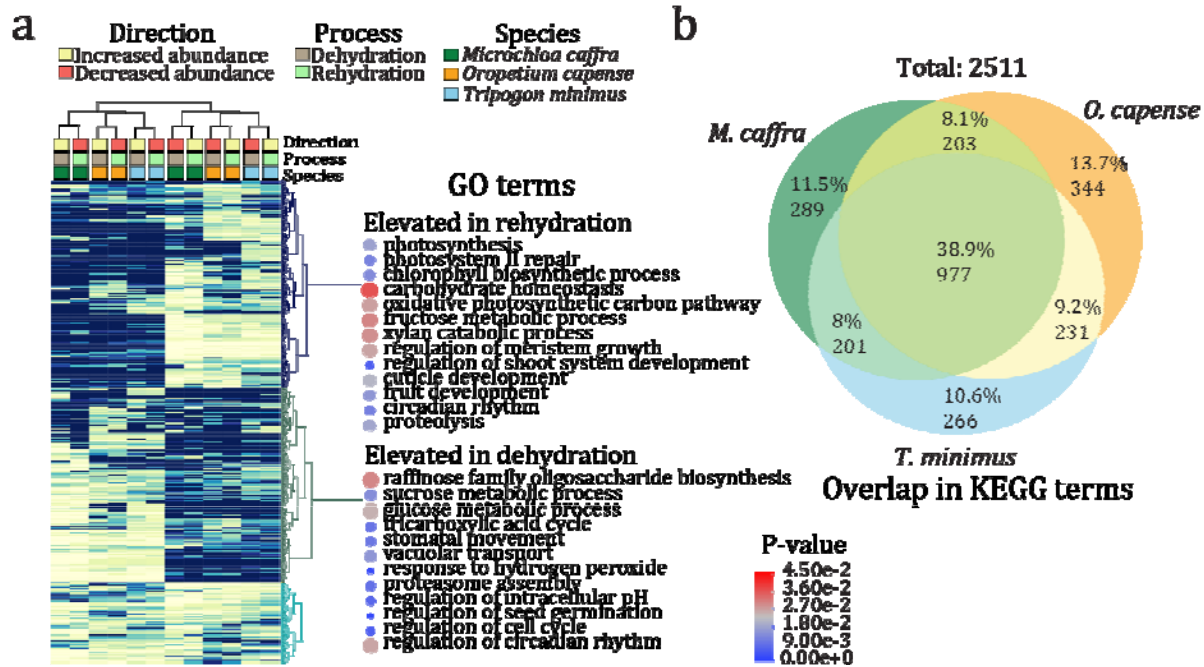 a
Direction
Increased abundance
Decreased abundance
Process
Dehydration
Rehydration
Species
Microchloa caffra
Oropetium capense
Tripogon minimus
Direction
Process
Species
GO terms
Elevated in rehydration
photosynthesis
photosystem II repair
chlorophyll biosynthetic process
carbohydrate homeostasis
oxidative photosynthetic carbon pathway
fructose metabolic process
xylan catabolic process
regulation of meristem growth
regulation of shoot system development
cuticle development
fruit development
circadian rhythm
proteolysis
Elevated in dehydration
raffinose family oligosaccharide biosynthesis
sucrose metabolic process
glucose metabolic process
tricarboxylic acid cycle
stomatal movement
vacuolar transport
response to hydrogen peroxide
proteasome assembly
regulation of intracellular pH
regulation of seed germination
regulation of cell cycle
regulation of circadian rhythm
b
Total: 2511
M. caffra
O. capense
8.1%
203
11.5%
289
13.7%
344
38.9%
977
8%
201
9.2%
231
10.6%
266
T. minimus
Overlap in KEGG terms
P-value
4.50e-2
3.60e-2
2.70e-2
1.80e-2
9.00e-3
0.00e+0